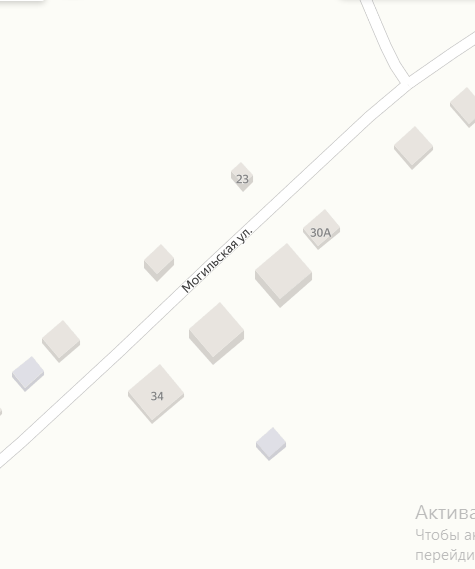 23
30А
Могильская ул.
34
Актива
Чтобы а
перейди